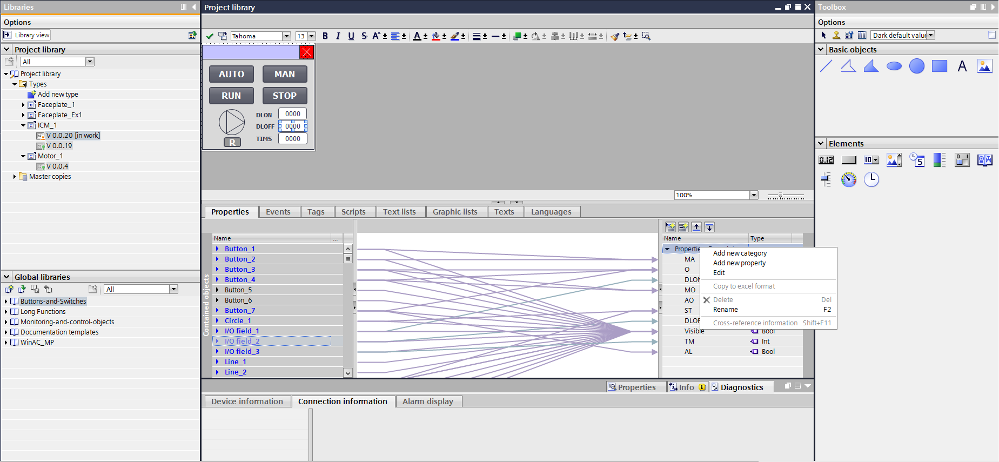 Libraries
Options
Library view
Project library
All
Project library
Types
Add new type
Faceplate_1
Faceplate_Ex1
ICM_1
V 0.0.20 [in work]
V 0.0.19
Motor_1
V 0.0.4
Master copies
Global libraries
All
Buttons-and-Switches
Long Functions
Monitoring-and-control-objects
Documentation templates
WinAC_MP
Project library
Tahoma 13 B I U S A A
AUTO MAN
RUN STOP
DLON 0000
DLOFF 0000
TIMS 0000
R
100%
Properties Events Tags Scripts Text lists Graphic lists Texts Languages
Contained objects
Name ...
Button_1
Button_2
Button_3
Button_4
Button_5
Button_6
Button_7
Circle_1
I/O field_1
I/O field_2
I/O field_3
Line_1
Line_2
Name Type
Propertie
MA
O
DLON
MO
AO
ST
DLOF
Visible Bool
TM Int
AL Bool
Add new category
Add new property
Edit
Copy to excel format
Delete Del
Rename F2
Cross-reference information Shift+F11
Properties Info Diagnostics
Device information Connection information Alarm display
Toolbox
Options
Dark default value
Basic objects
A
Elements
0.12 10 5 0 1